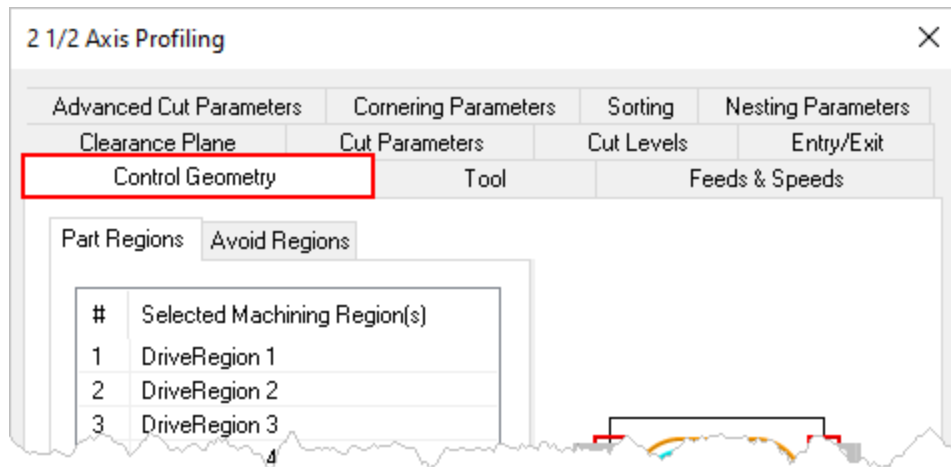 2 1/2 Axis Profiling
Advanced Cut Parameters Cornering Parameters Sorting Nesting Parameters
Clearance Plane Cut Parameters Cut Levels Entry/Exit
Control Geometry Tool Feeds & Speeds
Part Regions Avoid Regions
# Selected Machining Region(s)
1 DriveRegion 1
2 DriveRegion 2
3 DriveRegion 3
4